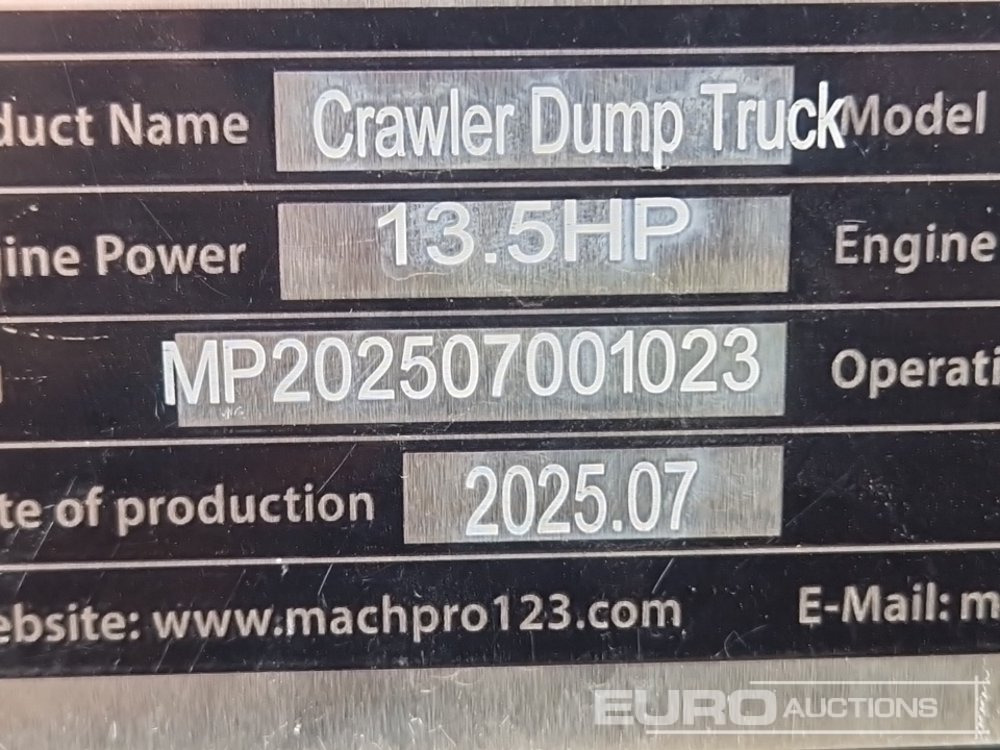 duct Name Crawler Dump Truck Model
gine Power 13.5HP Engine
MP202507001023 Operati
te of production 2025.07
ebsite: www.machpro123.com E-Mail: m
EURO AUCTIONS